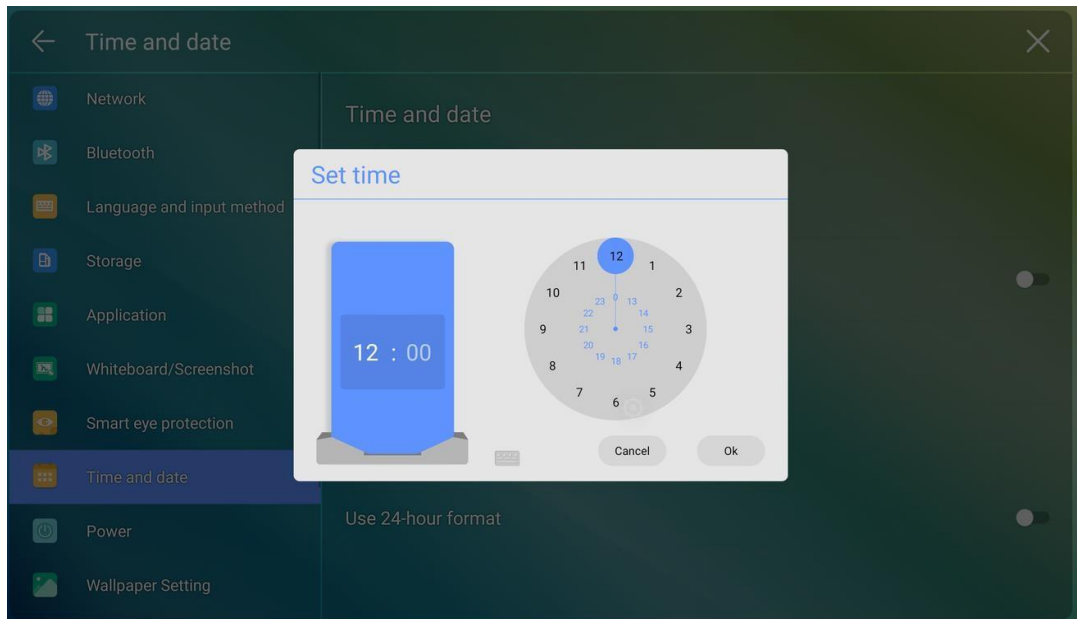 Time and date
Network
Bluetooth
Language and input method
Storage
Application
Whiteboard/Screenshot
Smart eye protection
Time and date
Power
Wallpaper Setting
Time and date
Use 24-hour format
Set time
12 : 00
12
11 1
10 2
9 3
8 4
7 5
6
0
23 13
22 14
21 15
20 16
19 17
18
Cancel Ok